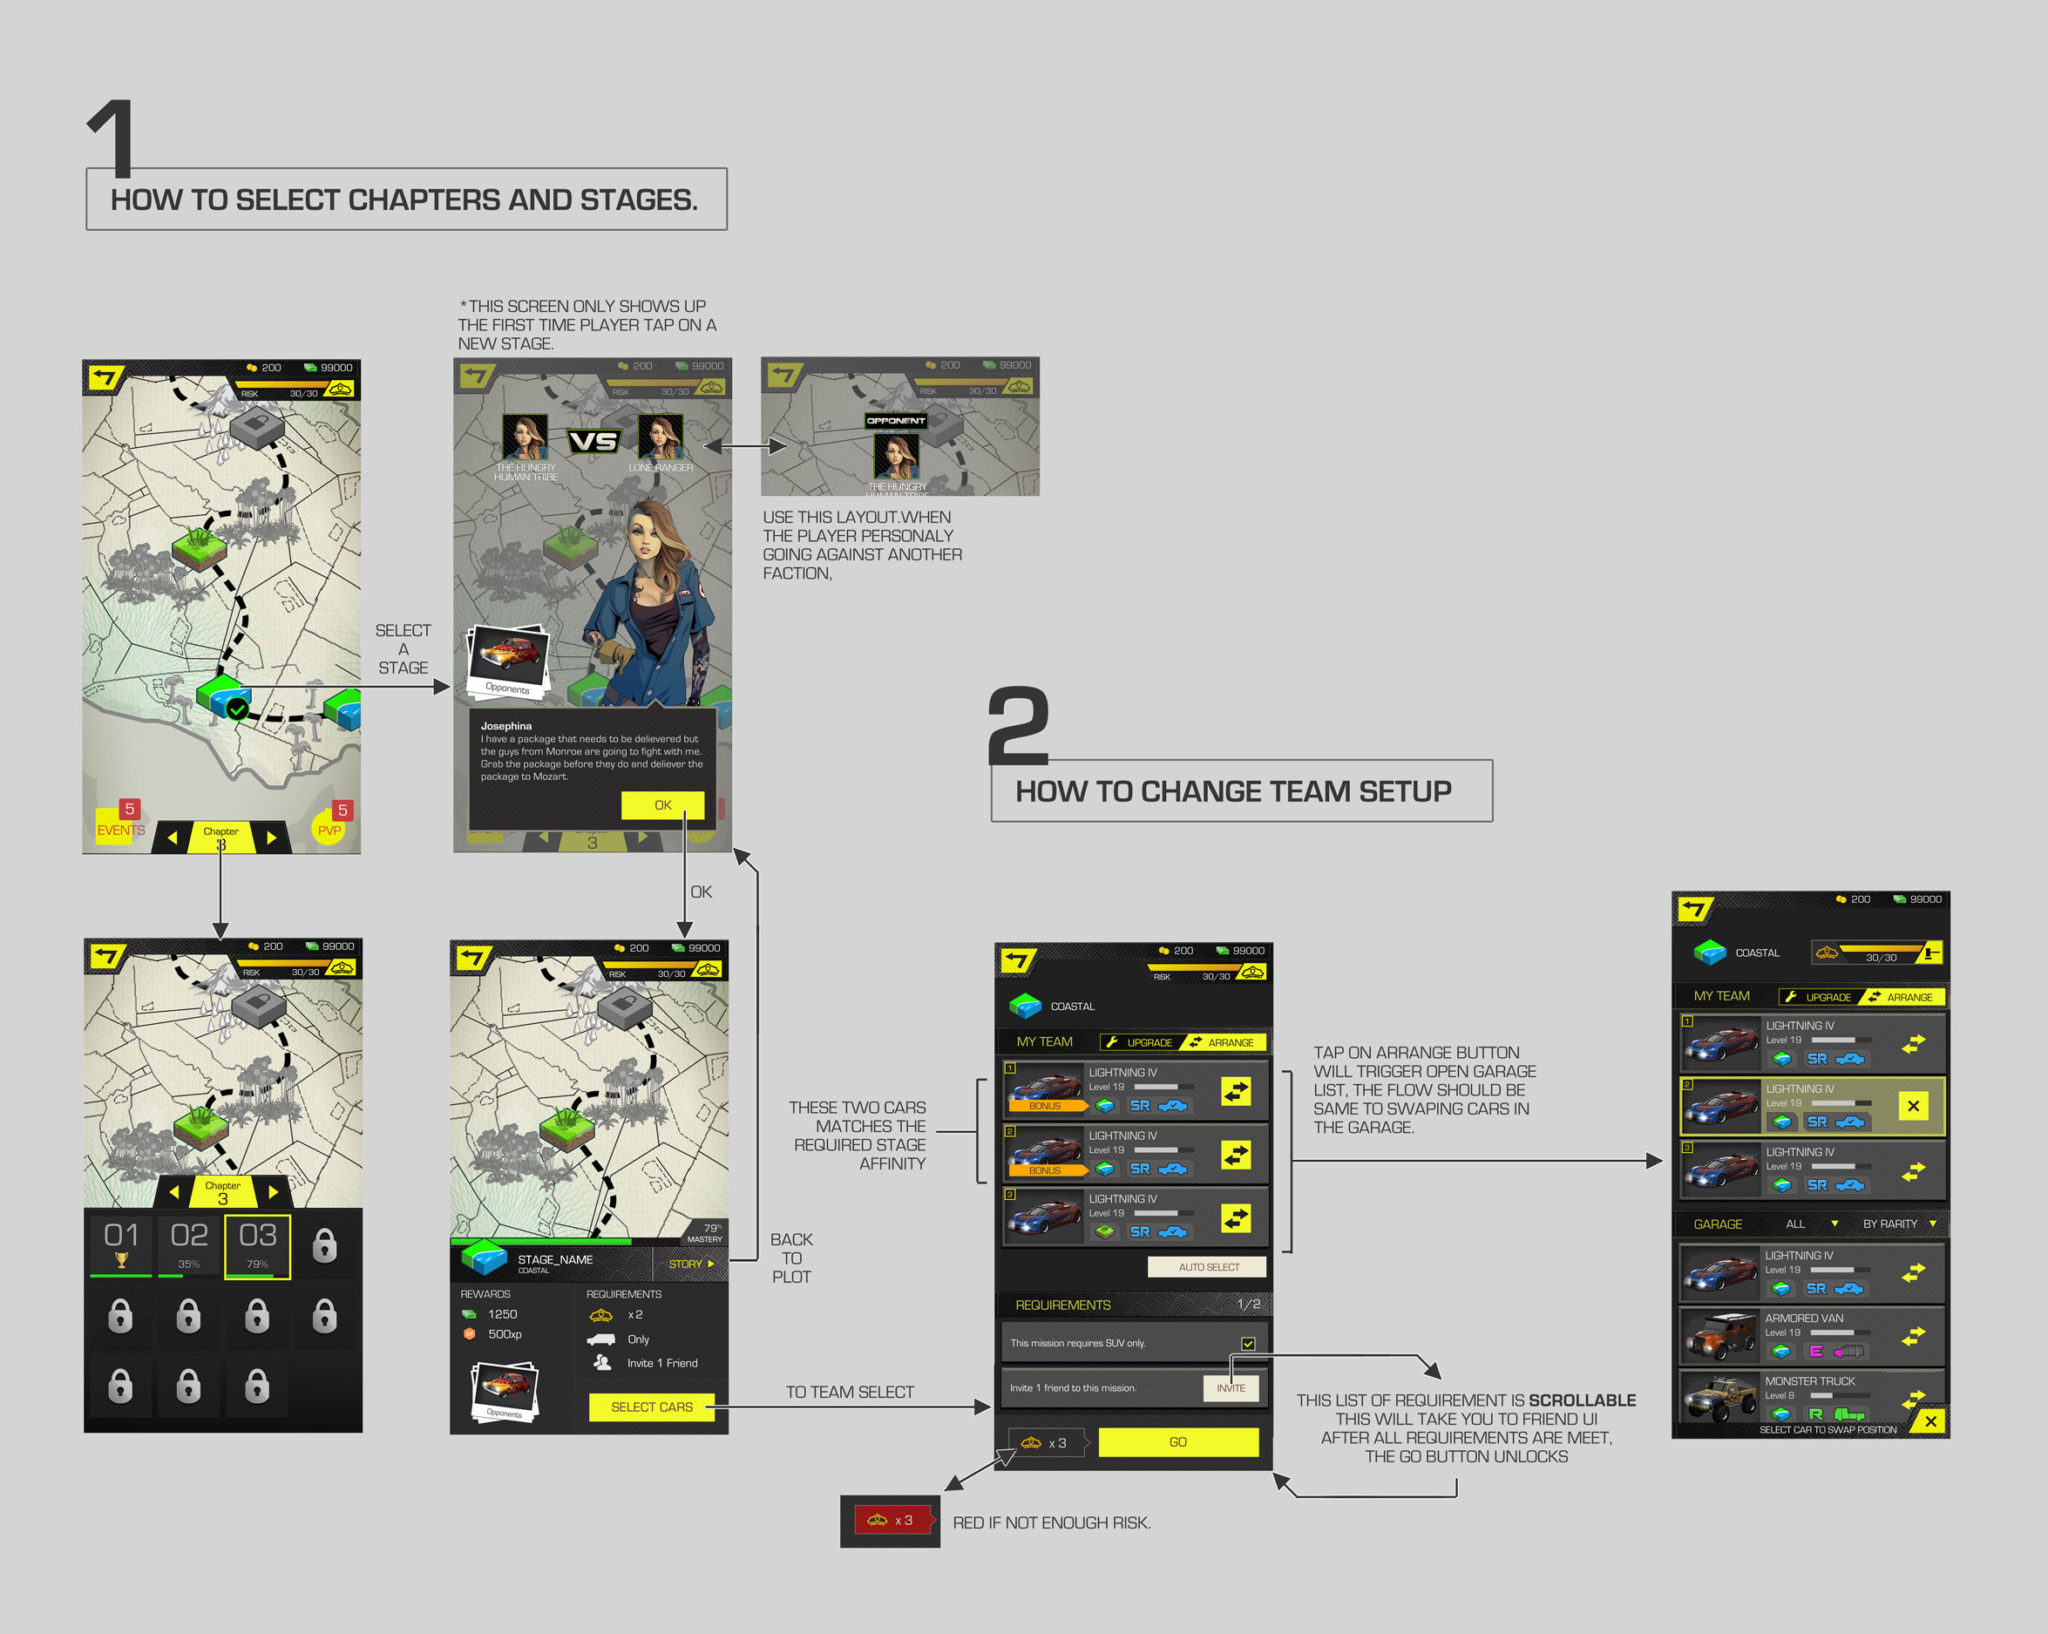 1
HOW TO SELECT CHAPTERS AND STAGES.
*THIS SCREEN ONLY SHOWS UP
THE FIRST TIME PLAYER TAP ON A
NEW STAGE.
200 99000
RISK 30/30
5
EVENTS
Chapter
3
5
PVP
SELECT
A
STAGE
200 99000
RISK 30/30
VS
THE HUNGRY
HUMAN TRIBE
LONE RANGER
Opponents
Josephina
I have a package that needs to be delievered but
the guys from Monroe are going to fight with me.
Grab the package before they do and deliever the
package to Mozart.
OK
Chapter
3
200 99000
RISK 30/30
OPPONENT
THE HUNGRY
HUMAN TRIBE
USE THIS LAYOUT.WHEN
THE PLAYER PERSONALY
GOING AGAINST ANOTHER
FACTION,
OK
200 99000
RISK 30/30
Chapter
3
01 02 03
35% 79%
200 99000
RISK 30/30
79%
MASTERY
STAGE_NAME
COASTAL
STORY
REWARDS
1250
500xp
Opponents
REQUIREMENTS
x2
Only
Invite 1 Friend
SELECT CARS
BACK
TO
PLOT
TO TEAM SELECT
2
HOW TO CHANGE TEAM SETUP
THESE TWO CARS
MATCHES THE
REQUIRED STAGE
AFFINITY
200 99000
RISK 30/30
COASTAL
MY TEAM UPGRADE ARRANGE
1
LIGHTNING IV
Level 19
BONUS
SR
2
LIGHTNING IV
Level 19
BONUS
SR
3
LIGHTNING IV
Level 19
SR
AUTO SELECT
REQUIREMENTS 1/2
This mission requires SUV only.
Invite 1 friend to this mission.
INVITE
x 3
GO
x 3
RED IF NOT ENOUGH RISK.
TAP ON ARRANGE BUTTON
WILL TRIGGER OPEN GARAGE
LIST, THE FLOW SHOULD BE
SAME TO SWAPING CARS IN
THE GARAGE.
THIS LIST OF REQUIREMENT IS SCROLLABLE
THIS WILL TAKE YOU TO FRIEND UI
AFTER ALL REQUIREMENTS ARE MEET,
THE GO BUTTON UNLOCKS
200 99000
COASTAL
30/30
MY TEAM UPGRADE ARRANGE
1
LIGHTNING IV
Level 19
SR
2
LIGHTNING IV
Level 19
SR
3
LIGHTNING IV
Level 19
SR
GARAGE ALL BY RARITY
LIGHTNING IV
Level 19
SR
ARMORED VAN
Level 19
E
MONSTER TRUCK
Level 8
R
SELECT CAR TO SWAP POSITION